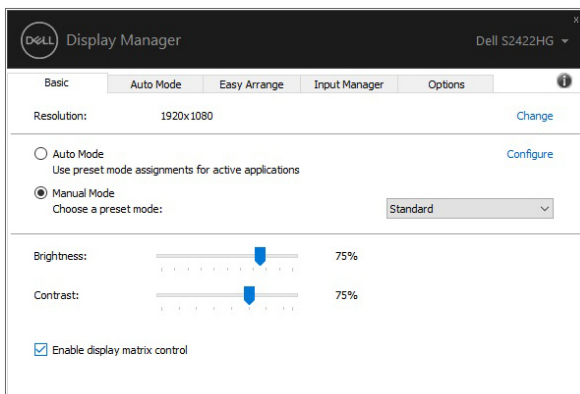 DELL Display Manager
Dell S2422HG
Basic Auto Mode Easy Arrange Input Manager Options
Resolution: 1920x1080 Change
Auto Mode Configure
Use preset mode assignments for active applications
Manual Mode
Choose a preset mode: Standard
Brightness: 75%
Contrast: 75%
Enable display matrix control